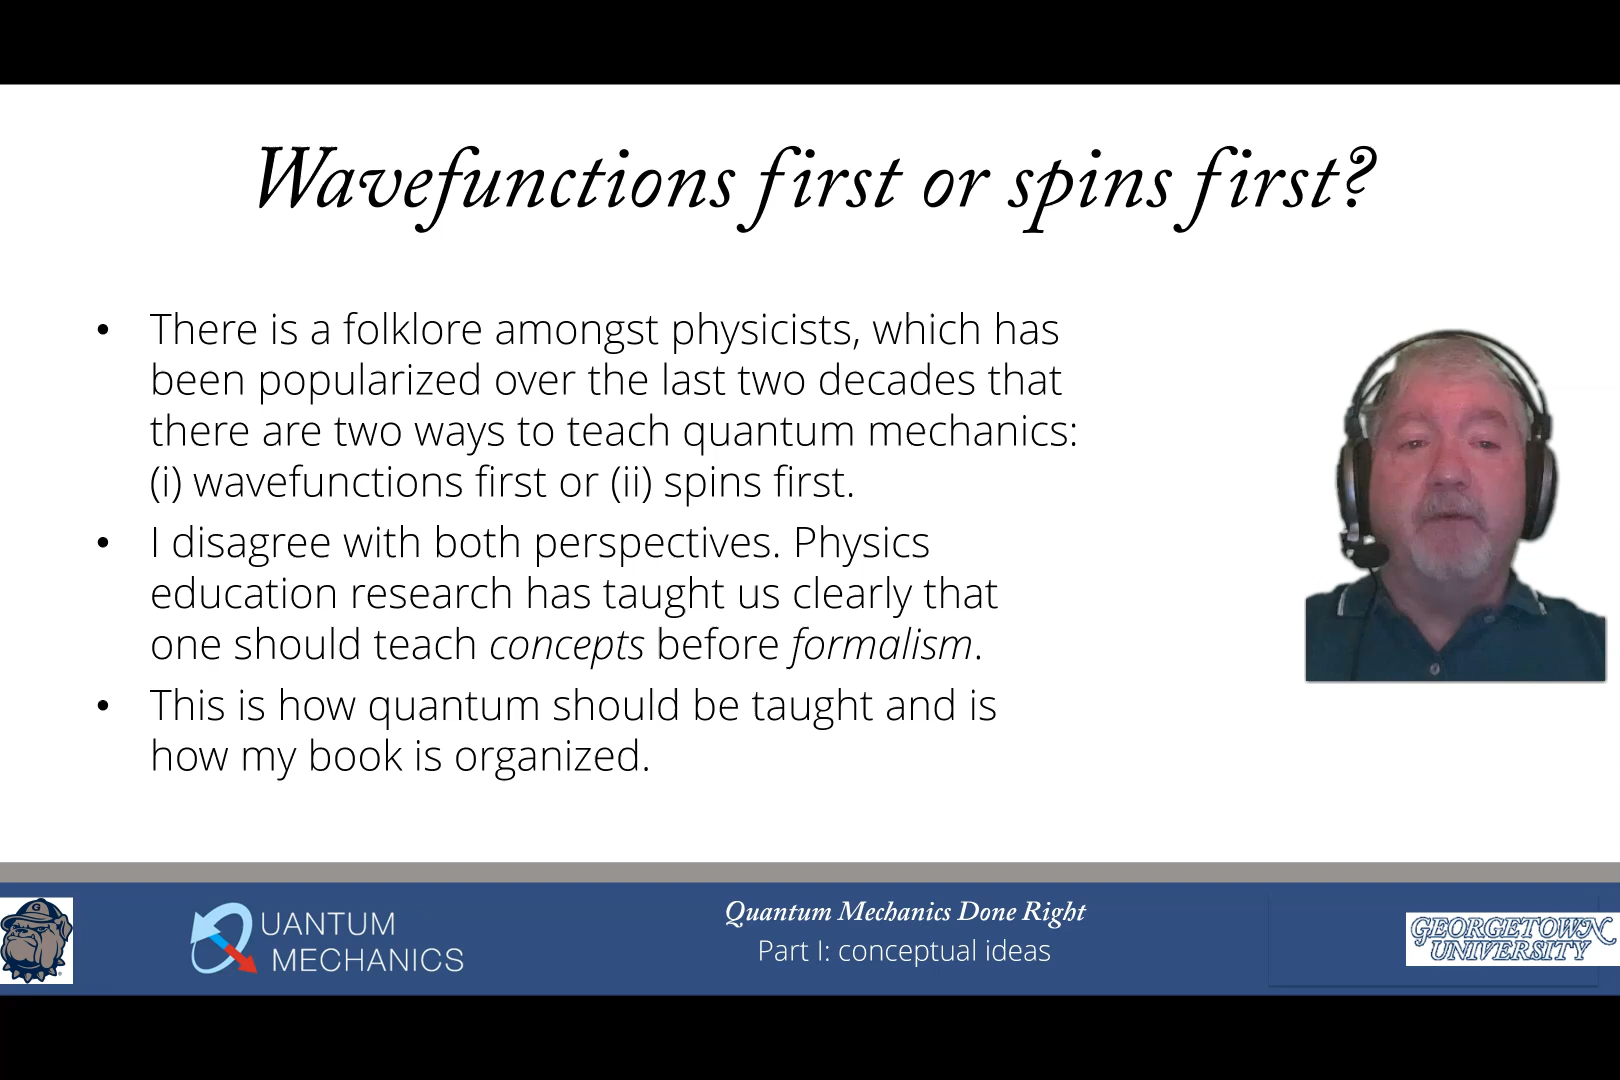 Wavefunctions first or spins first?
• There is a folklore amongst physicists, which has
been popularized over the last two decades that
there are two ways to teach quantum mechanics:
(i) wavefunctions first or (ii) spins first.
• I disagree with both perspectives. Physics
education research has taught us clearly that
one should teach concepts before formalism.
• This is how quantum should be taught and is
how my book is organized.
G
QUANTUM
MECHANICS
Quantum Mechanics Done Right
Part I: conceptual ideas
GEORGETOWN
UNIVERSITY